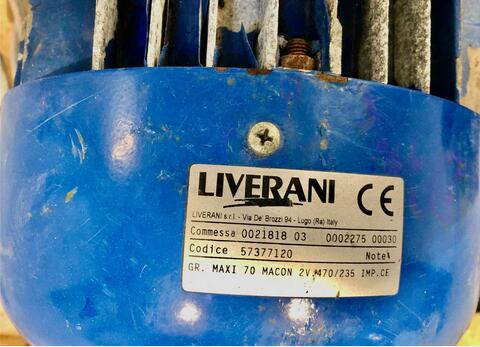 LIVERANI CE
LIVERANI s.r.l. - Via De' Brozzi 94 - Lugo (Ra) Italy
Commessa 0021818 03 0002275 00030
Codice 57377120 Note
GR. MAXI 70 MACON 2V. 470/235 IMP.CE